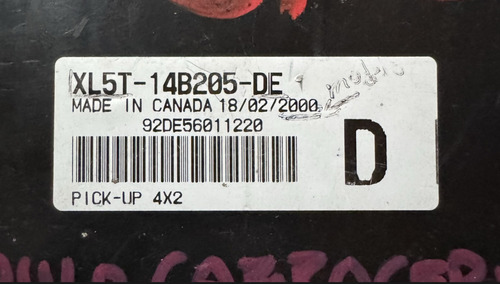 XL5T-14B205-DE
MADE IN CANADA 18/02/2000
92DE56011220
D
PICK-UP 4X2